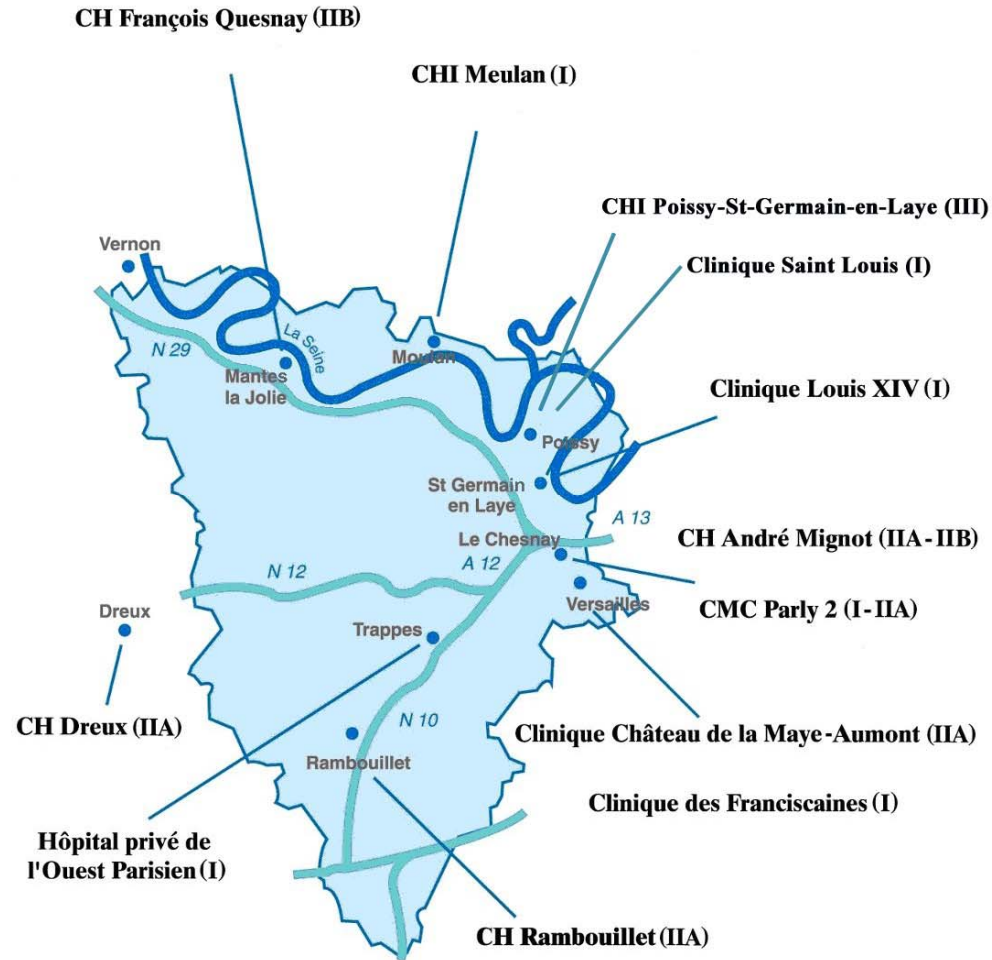 CH François Quesnay (IIB)
CHI Meulan (I)
CHI Poissy-St-Germain-en-Laye (III)
Vernon
Clinique Saint Louis (I)
La Seine
N 29
Moulan
Mantes
la Jolie
Clinique Louis XIV (I)
Poissy
St Germain
en Laye
A 13
Le Chesnay
CH André Mignot (IIA-IIB)
A 12
N 12
CMC Parly 2 (I-IIA)
Versailles
Dreux
Trappes
CH Dreux (IIA)
N 10
Clinique Château de la Maye-Aumont (IIA)
Rambouillet
Clinique des Franciscaines (I)
Hôpital privé de
l'Ouest Parisien (I)
CH Rambouillet (IIA)